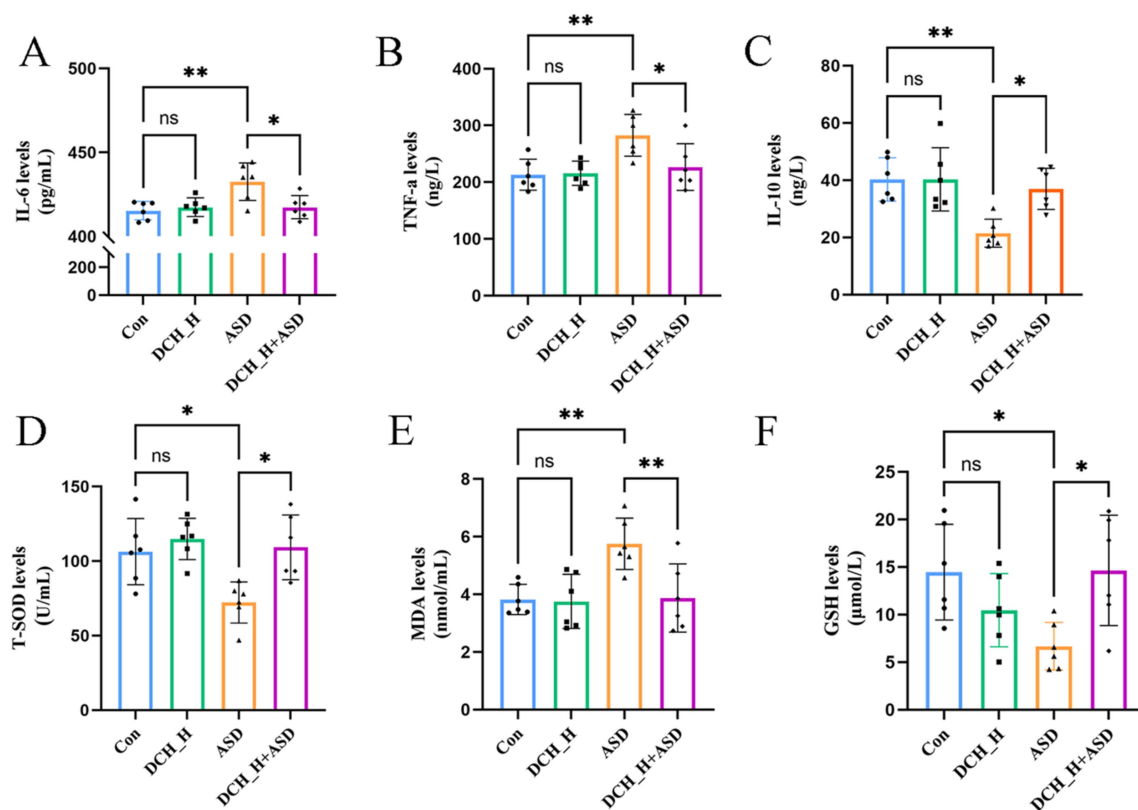 A
IL-6 levels
(pg/mL)
500
450
400
200
0
**
ns
*
Con
DCH_H
ASD
DCH_H+ASD
B
TNF-a levels
(ng/L)
400
300
200
100
0
**
ns
*
Con
DCH_H
ASD
DCH_H+ASD
C
IL-10 levels
(ng/L)
80
60
40
20
0
**
ns
*
Con
DCH_H
ASD
DCH_H+ASD
D
T-SOD levels
(U/mL)
150
100
50
0
*
ns
*
Con
DCH_H
ASD
DCH_H+ASD
E
MDA levels
(nmol/mL)
8
6
4
2
0
**
ns
**
Con
DCH_H
ASD
DCH_H+ASD
F
GSH levels
(μmol/L)
25
20
15
10
5
0
*
ns
*
Con
DCH_H
ASD
DCH_H+ASD